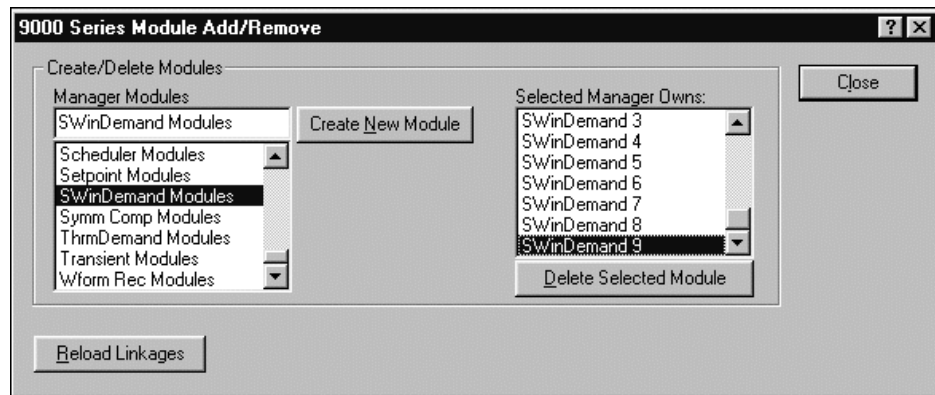 9000 Series Module Add/Remove
?
Create/Delete Modules
Close
Manager Modules
SWinDemand Modules
Create New Module
Scheduler Modules
Setpoint Modules
SWinDemand Modules
Symm Comp Modules
ThrmDemand Modules
Transient Modules
Wform Rec Modules
Selected Manager Owns:
SWinDemand 3
SWinDemand 4
SWinDemand 5
SWinDemand 6
SWinDemand 7
SWinDemand 8
SWinDemand 9
Delete Selected Module
Reload Linkages